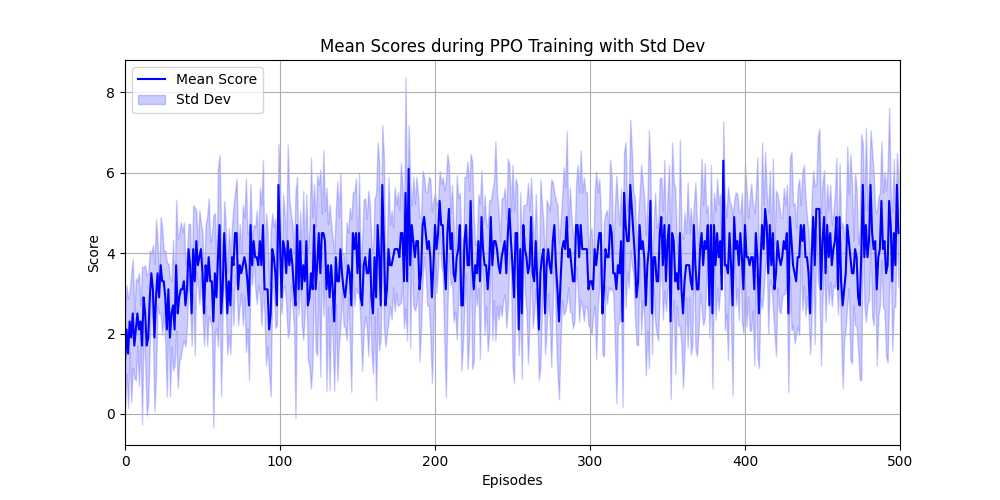 Mean Scores during PPO Training with Std Dev
Mean Score
Std Dev
8
6
4
2
0
Score
0 100 200 300 400 500
Episodes